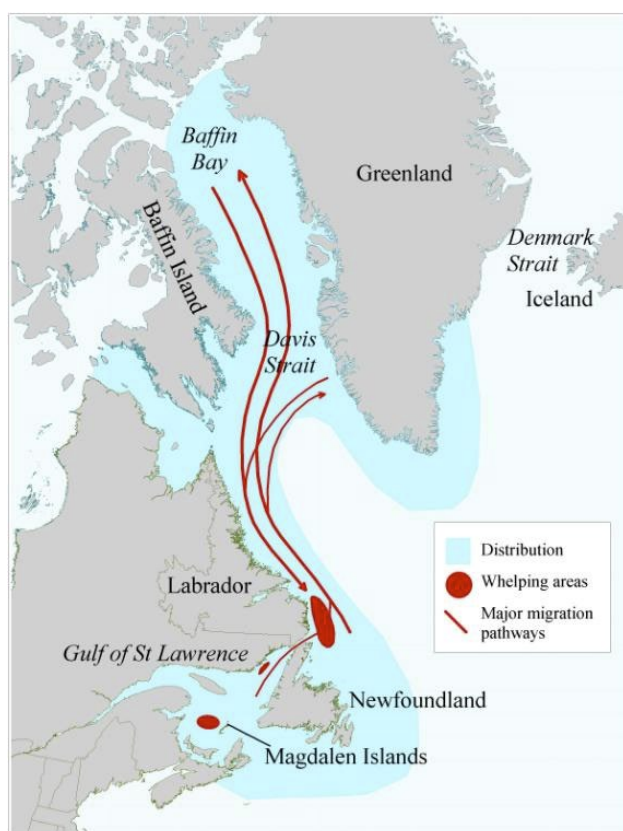 Baffin
Bay
Greenland
Baffin Island
Denmark
Strait
Iceland
Davis
Strait
Distribution
Whelping areas
Major migration
pathways
Labrador
Gulf of St Lawrence
Newfoundland
Magdalen Islands